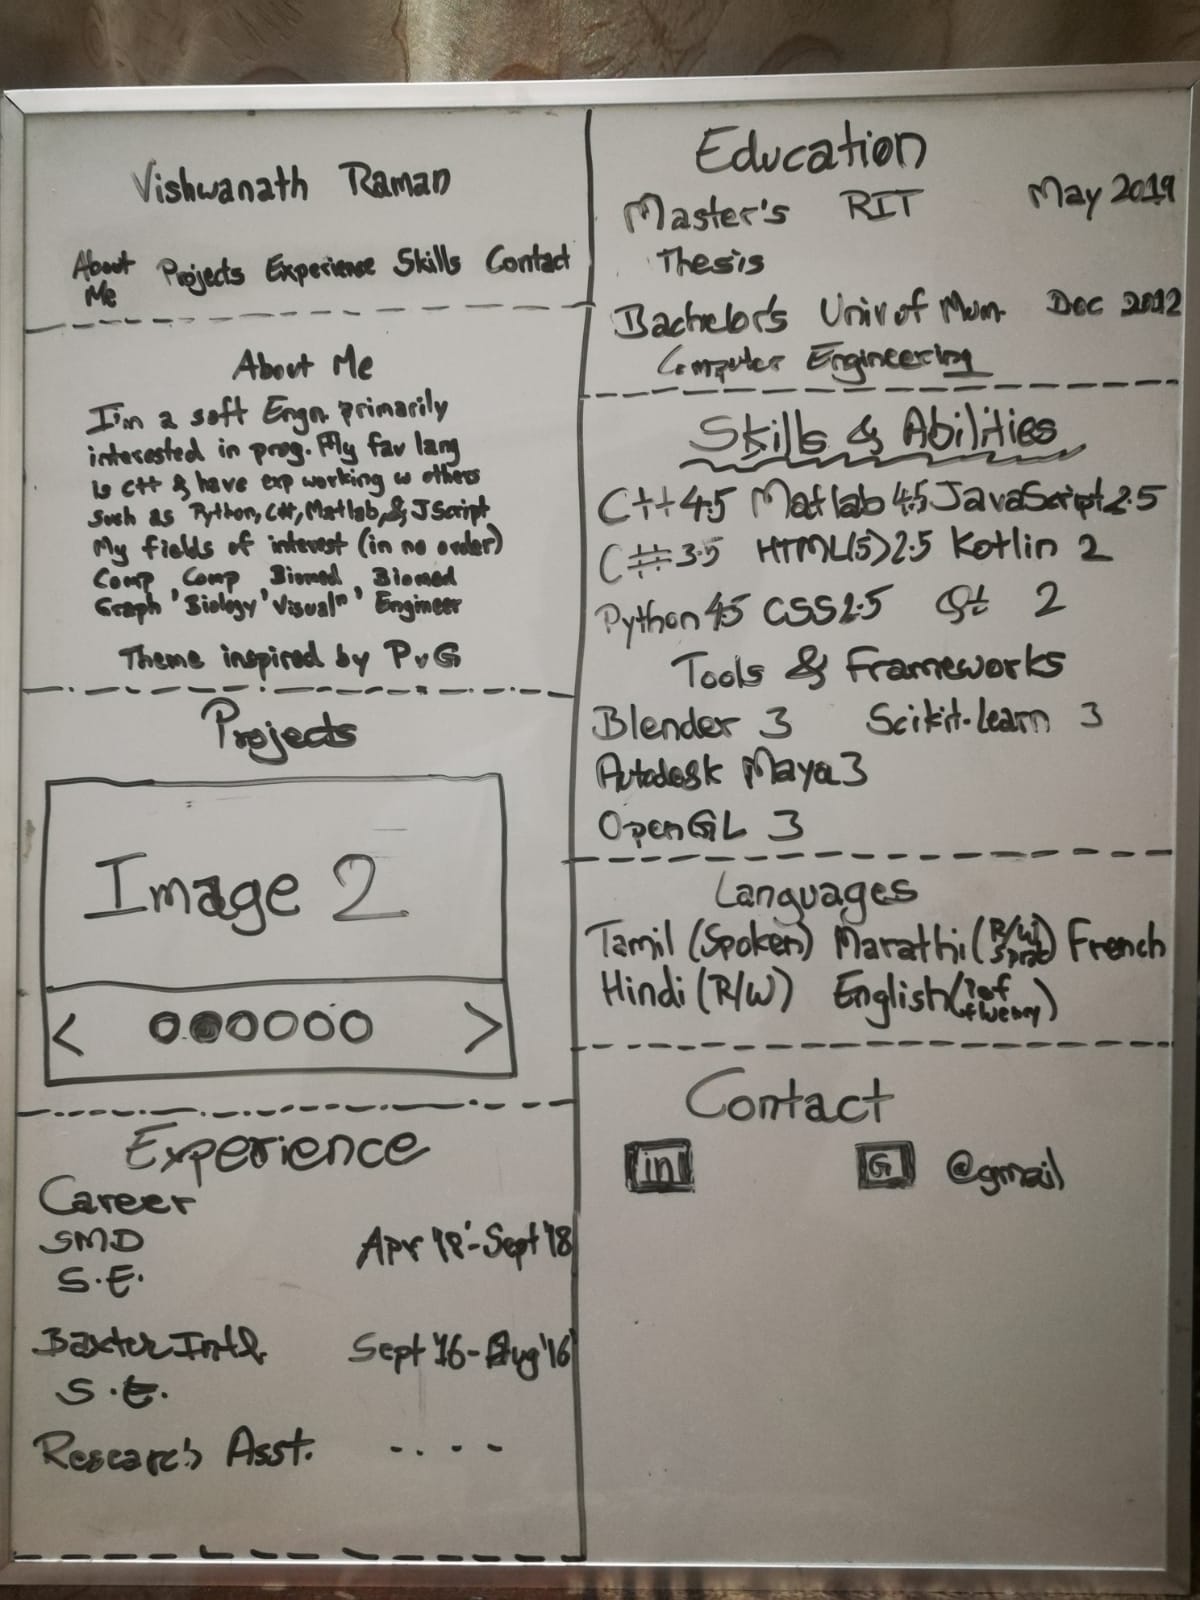 Vishwanath Raman
About Me Projects Experience Skills Contact
About Me
I'm a soft Engn. primarily
interested in prog. My fav lang
is C++ & have exp working w others
such as Python, C#, Matlab, & JScript
My fields of interest (in no order)
Comp Graph, Comp Biology, Biomed Visualⁿ, Biomed Engineer
Theme inspired by PvG
Projects
Image 2
< >
Experience
Career
SMD Apr '18'-Sept '18
S.E.
Baxter Intl. Sept '16-Aug '16
S.E.
Research Asst. ....
Education
Master's RIT May 2019
Thesis
Bachelor's Univ of Mum. Dec 2012
Computer Engineering
Skills & Abilities
C++ 4.5 Matlab 4.5 JavaScript 2.5
C# 3.5 HTML(5) 2.5 Kotlin 2
Python 4.5 CSS 2.5 Qt 2
Tools & Frameworks
Blender 3 Scikit-Learn 3
Autodesk Maya 3
OpenGL 3
Languages
Tamil (Spoken) Marathi (R/W) French
Hindi (R/W) English (fluency)
Contact
in G @gmail